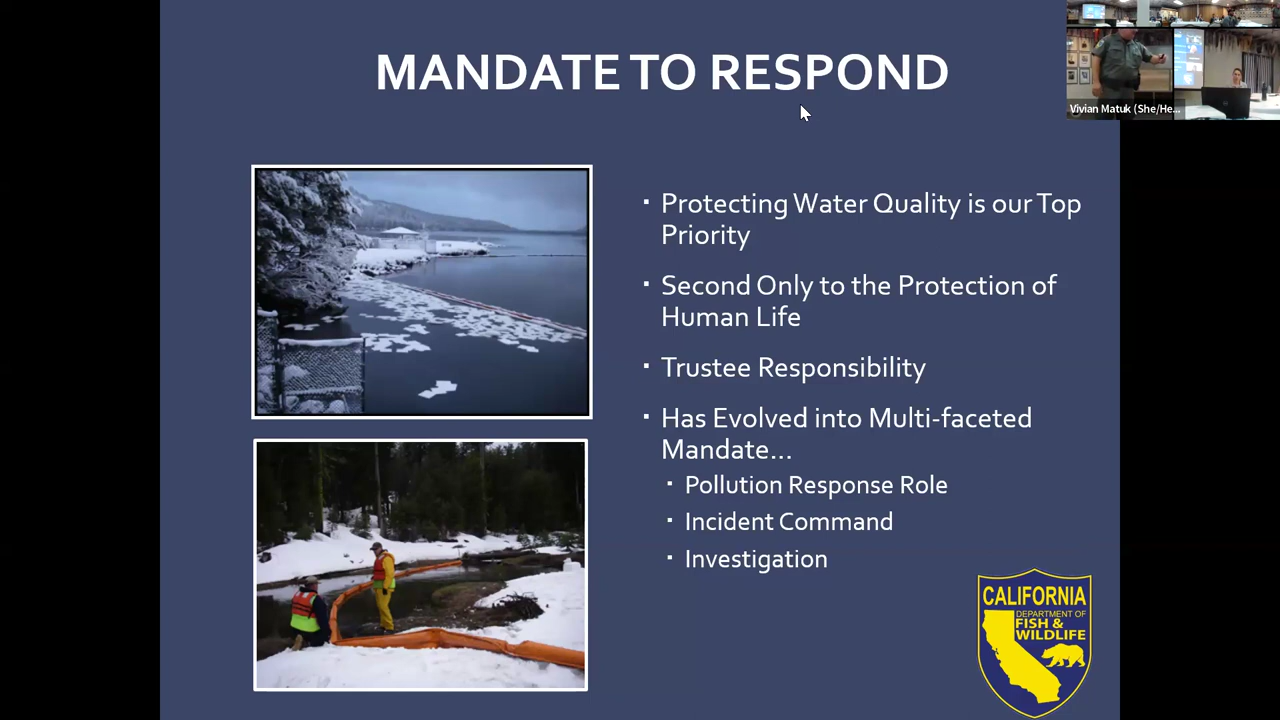 MANDATE TO RESPOND
Vivian Matuk (She/He...
▪ Protecting Water Quality is our Top
Priority
▪ Second Only to the Protection of
Human Life
▪ Trustee Responsibility
▪ Has Evolved into Multi-faceted
Mandate...
▪ Pollution Response Role
▪ Incident Command
▪ Investigation
CALIFORNIA
DEPARTMENT OF
FISH &
WILDLIFE